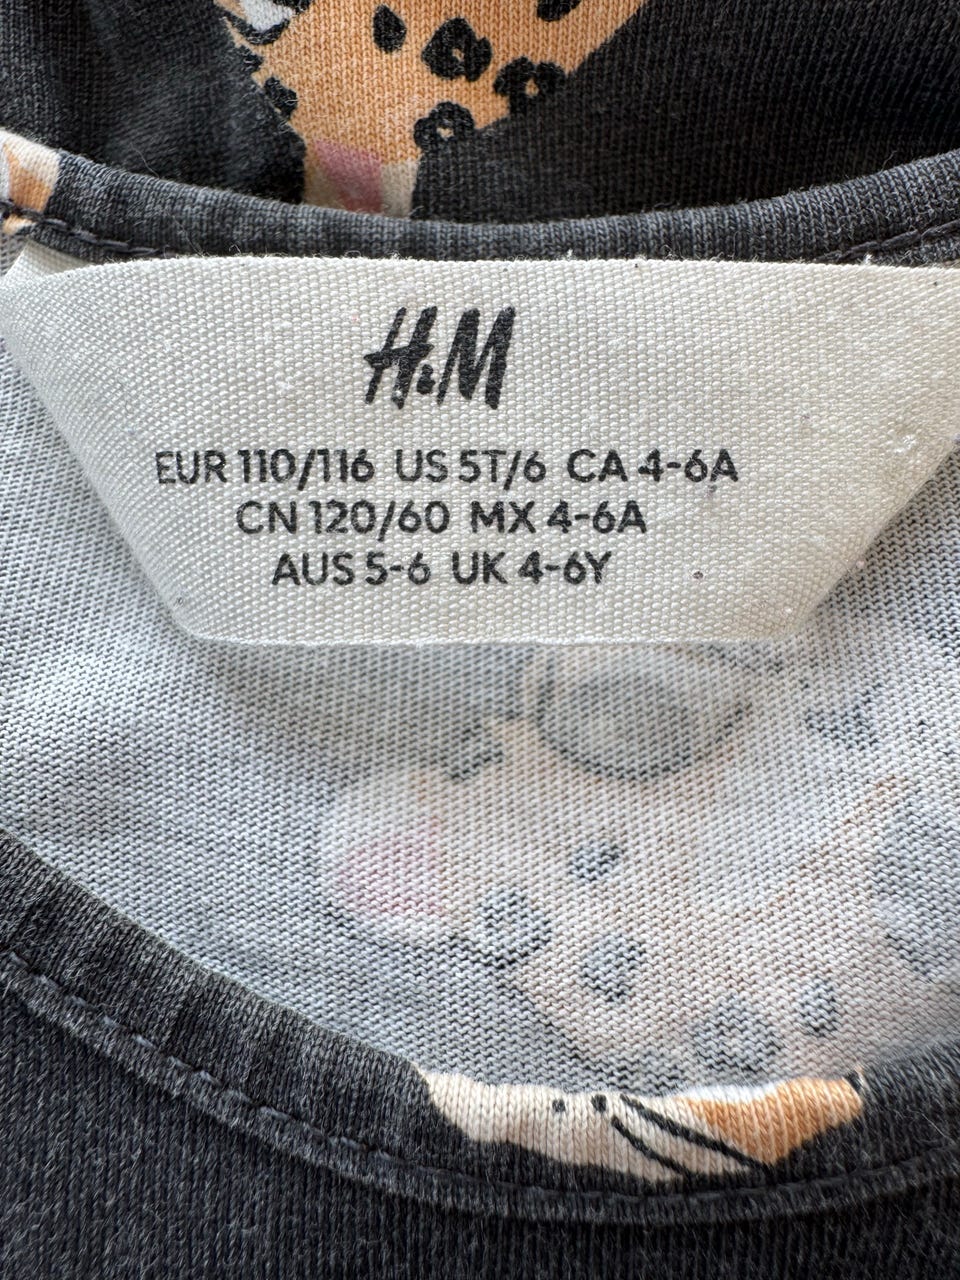 H&M
EUR 110/116 US 5T/6 CA 4-6A
CN 120/60 MX 4-6A
AUS 5-6 UK 4-6Y